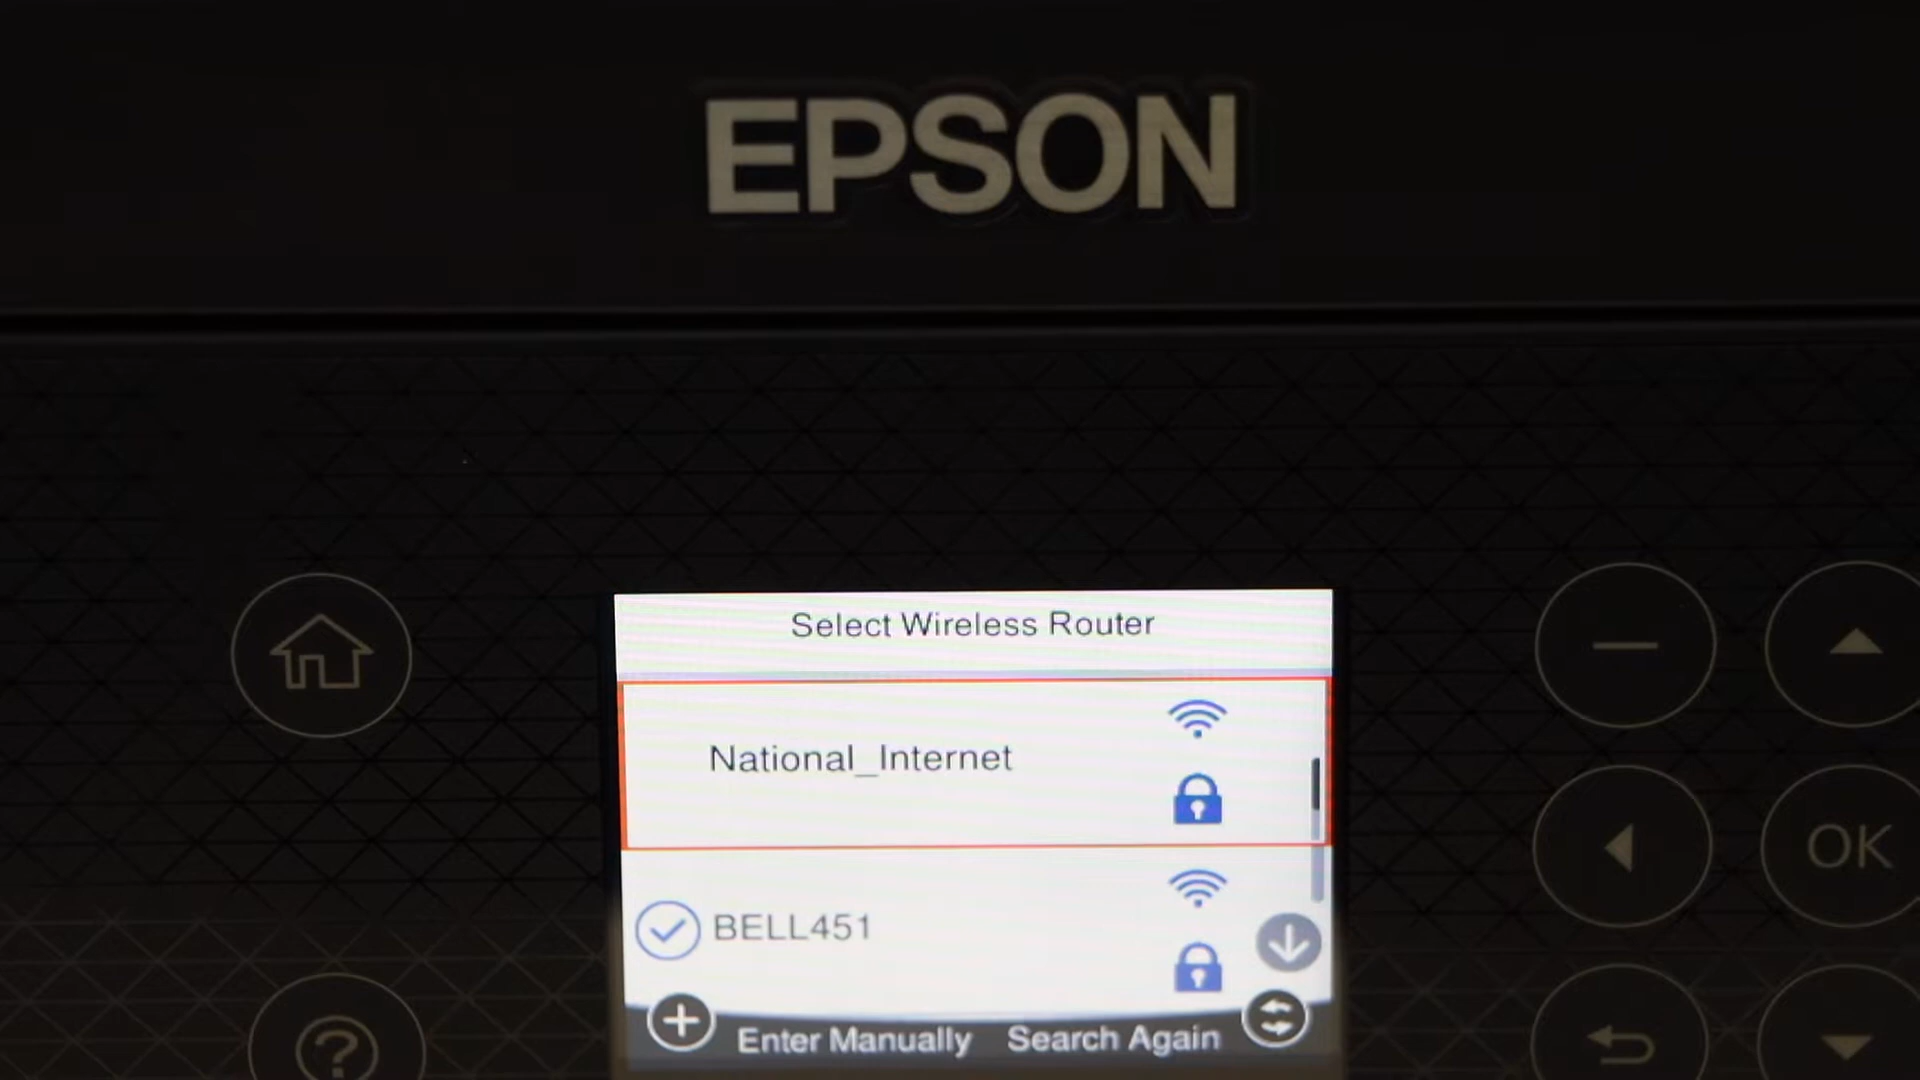 EPSON
Select Wireless Router
National_Internet
BELL451
Enter Manually Search Again
OK